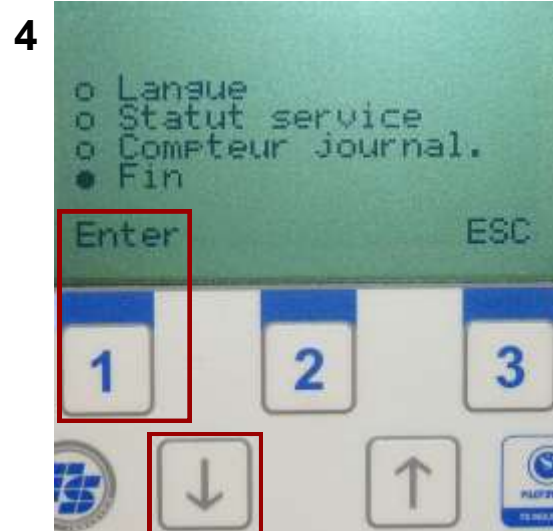 4
Langue
Statut service
Compteur journal.
Fin
Enter ESC
1 2 3